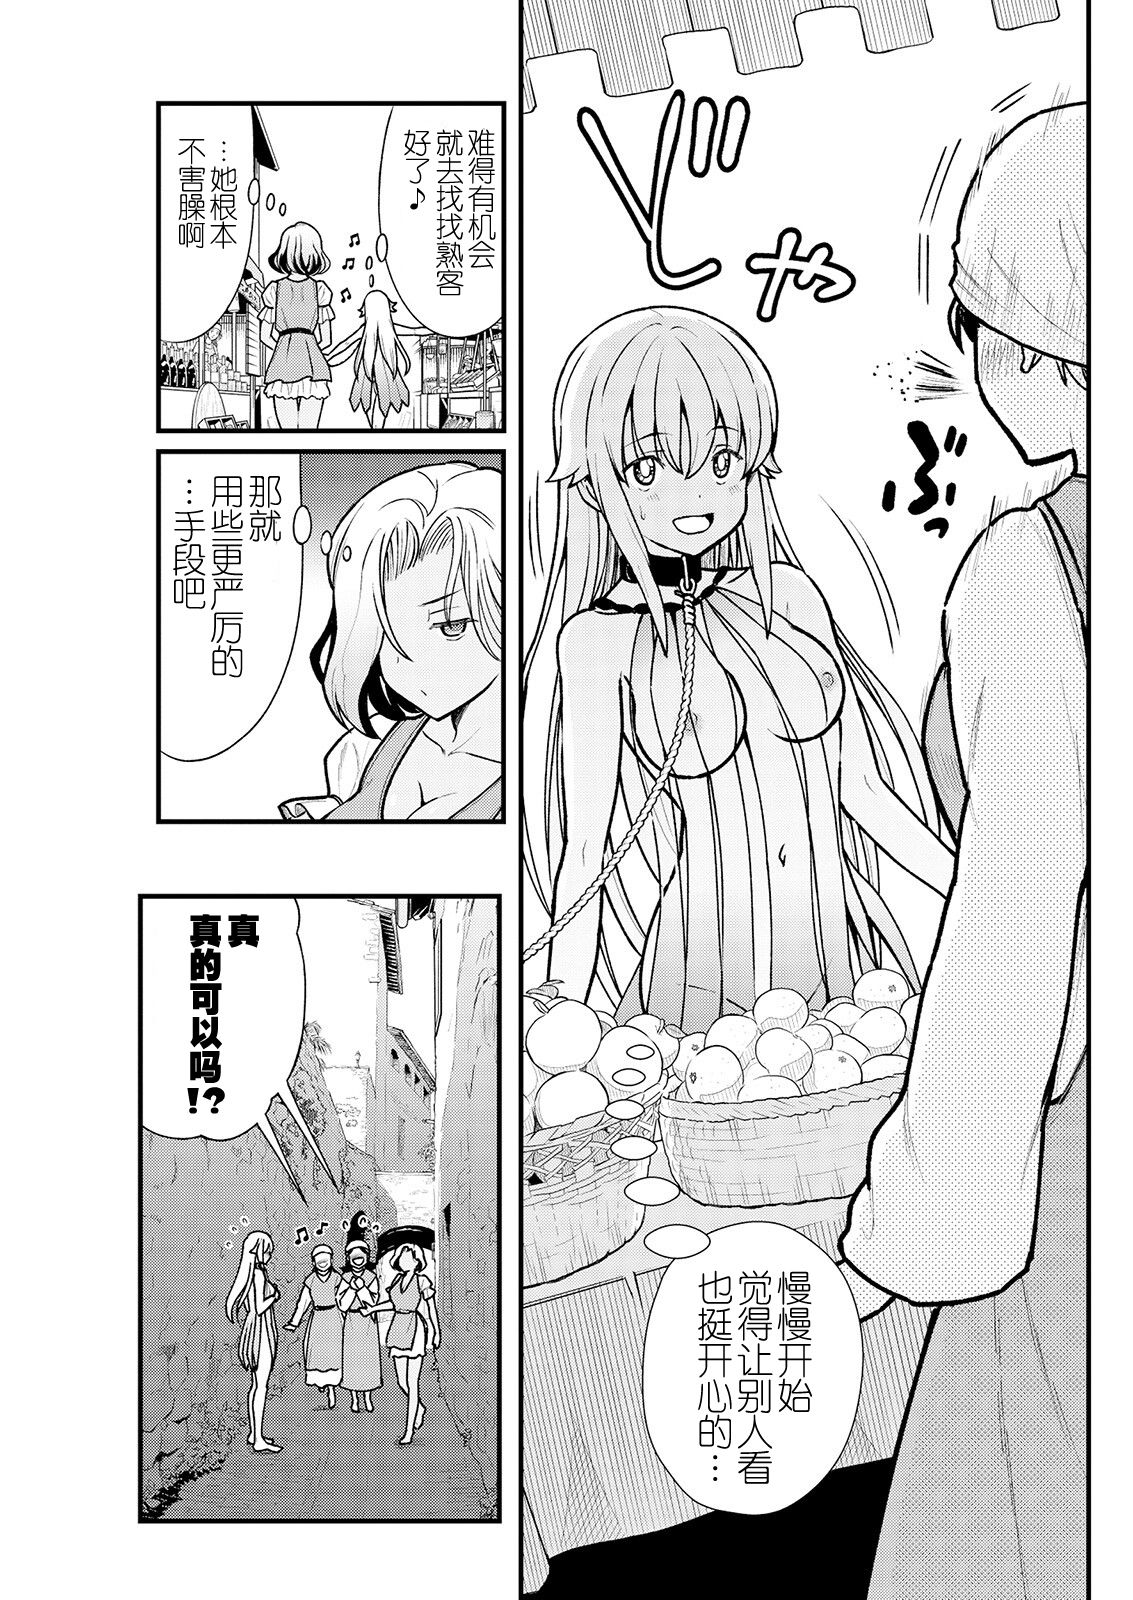 じ
ゃ
ん
ぶっ
慢慢开始
觉得让别人看
也挺开心的…
难得有机会
就去找找熟客
好了♪
…她根本
不害臊啊
那就
用些更严厉的
…手段吧
真
真的可以吗!?